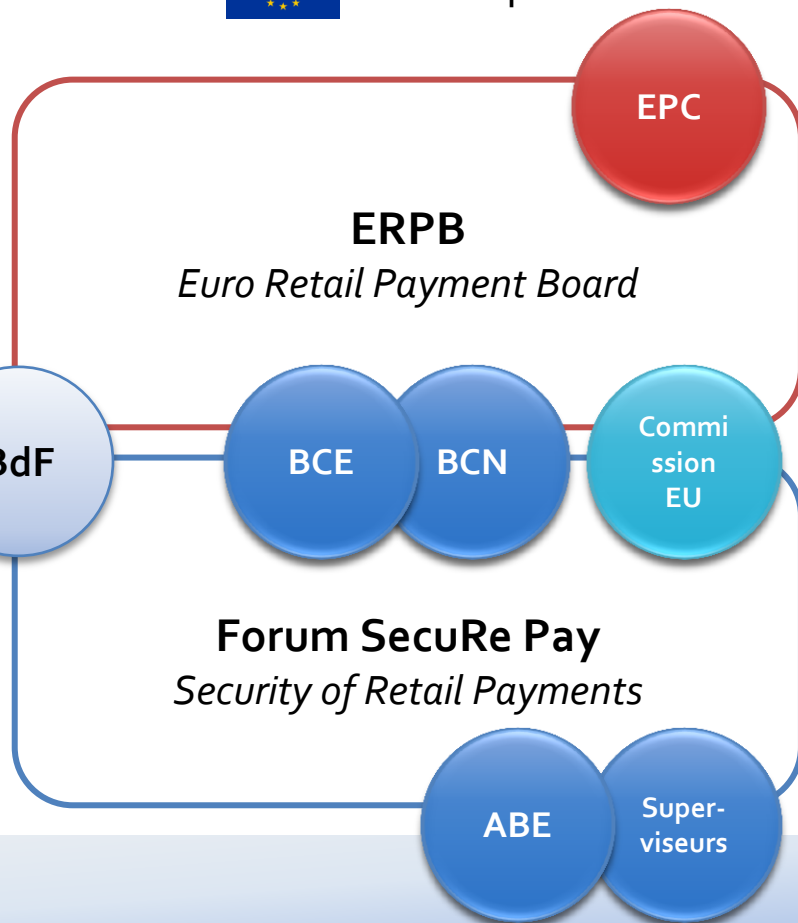 EPC
ERPB
Euro Retail Payment Board
BdF
BCE
BCN
Commi
ssion
EU
Forum SecuRe Pay
Security of Retail Payments
ABE
Super-
viseurs